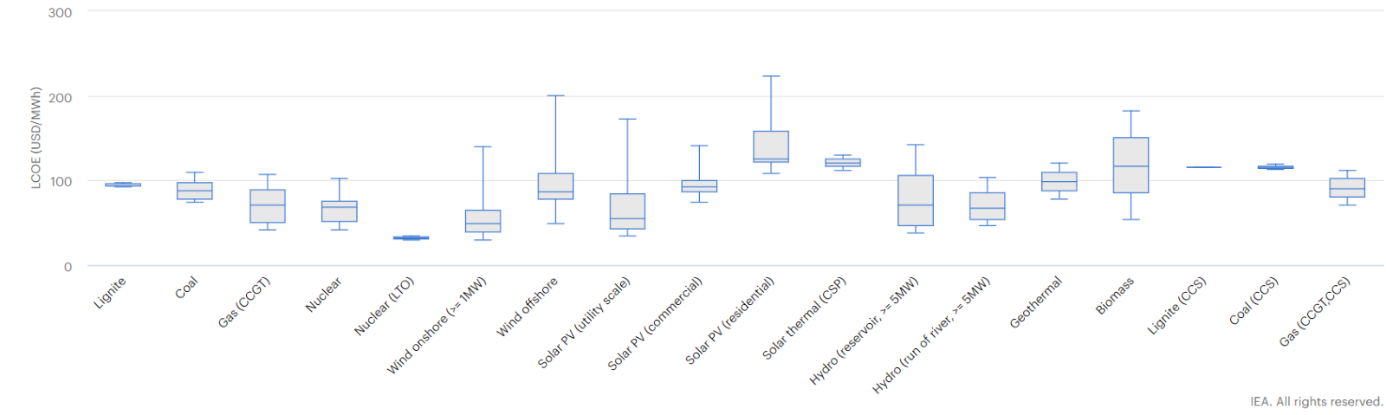 300
200
100
0
LCOE (USD/MWh)
Lignite
Coal
Gas (CCGT)
Nuclear
Nuclear (LTO)
Wind onshore (>= 1MW)
Wind offshore
Solar PV (utility scale)
Solar PV (commercial)
Solar PV (residential)
Solar thermal (CSP)
Hydro (reservoir, >= 5MW)
Hydro (run of river, >= 5MW)
Geothermal
Biomass
Lignite (CCS)
Coal (CCS)
Gas (CCGT,CCS)
IEA. All rights reserved.